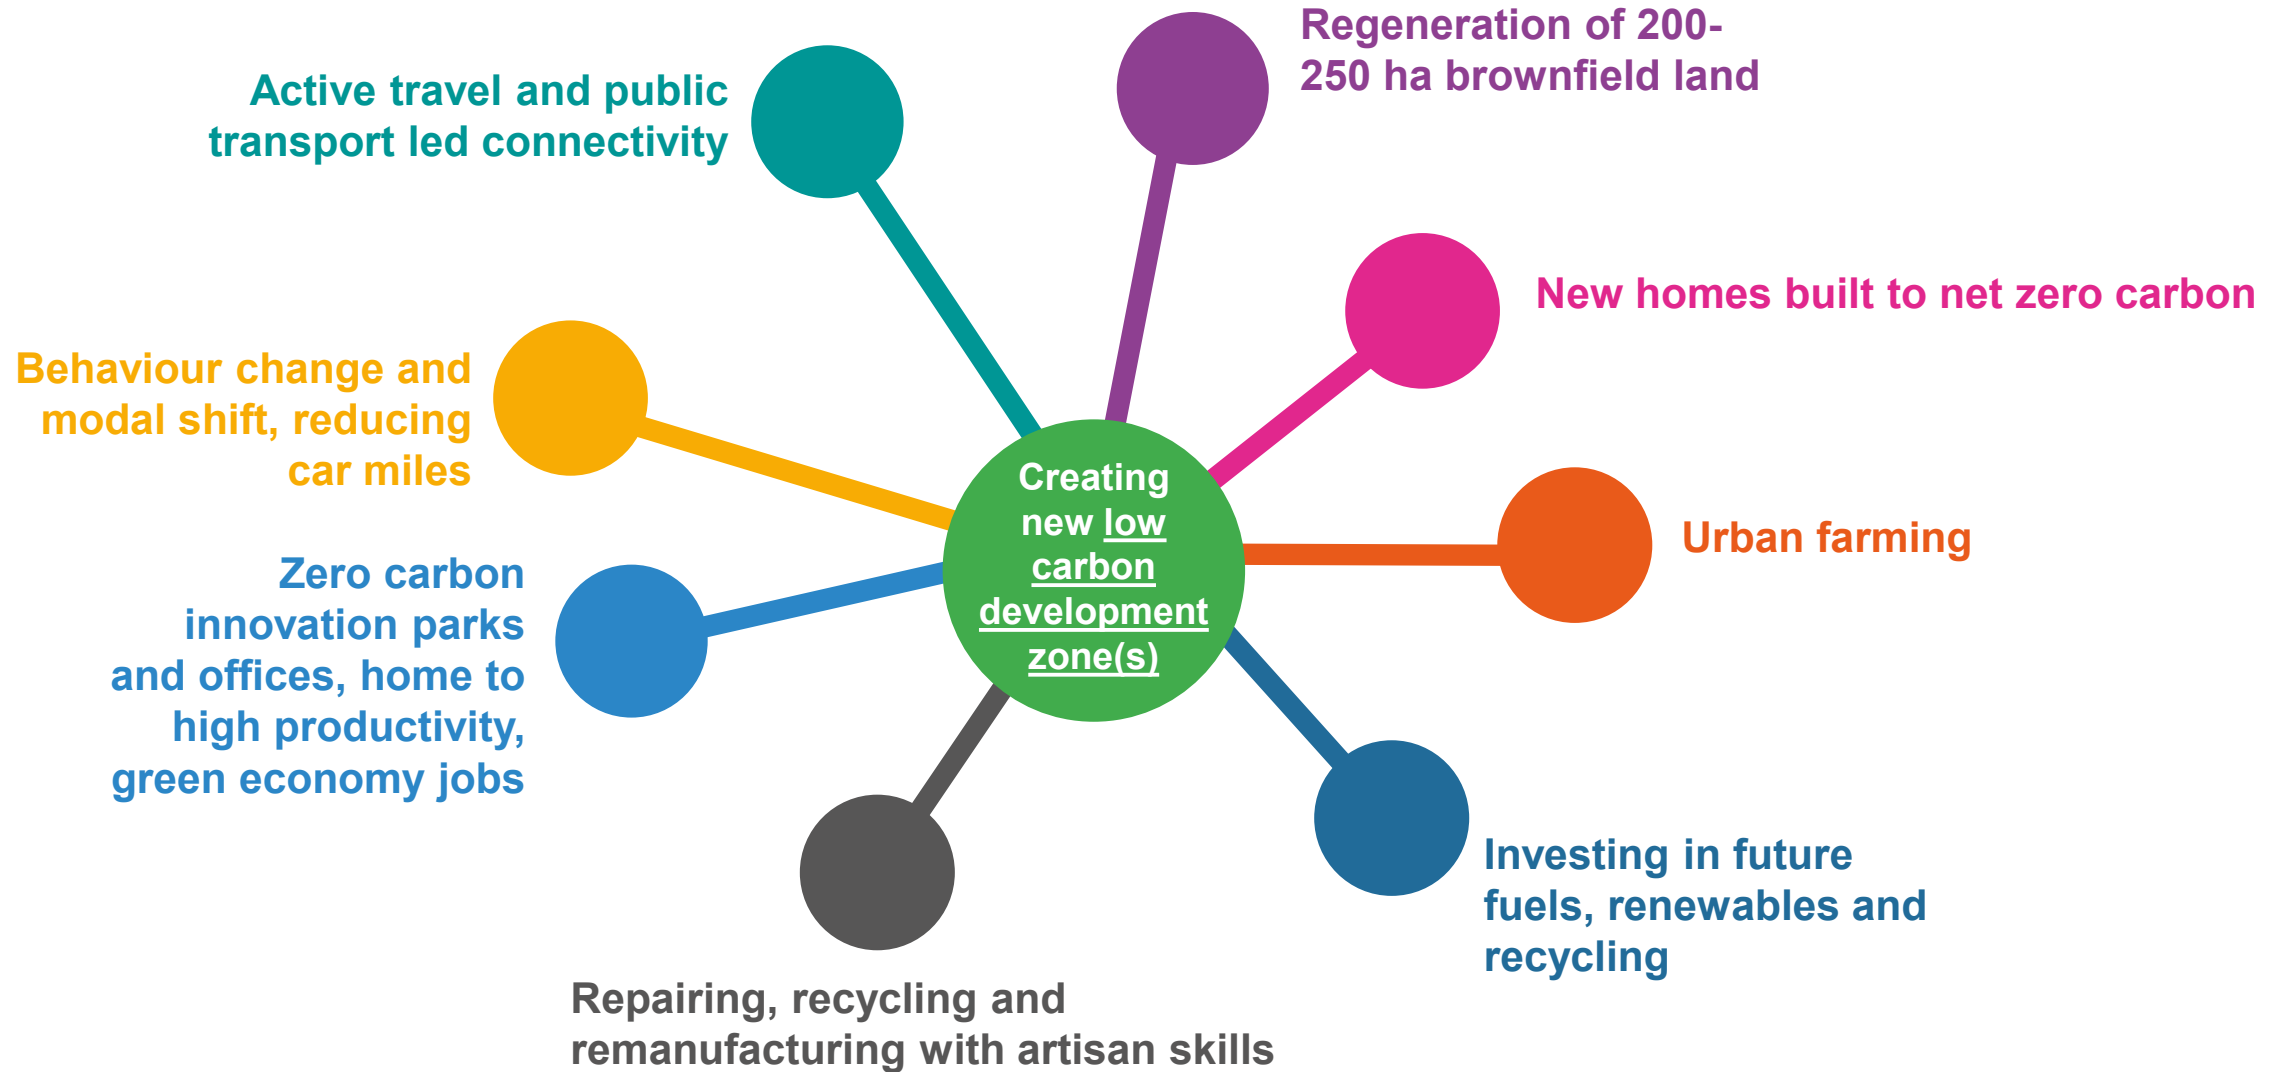 Regeneration of 200-
250 ha brownfield land
Active travel and public
transport led connectivity
New homes built to net zero carbon
Behaviour change and
modal shift, reducing
car miles
Creating
new low
carbon
development
zone(s)
Urban farming
Zero carbon
innovation parks
and offices, home to
high productivity,
green economy jobs
Investing in future
fuels, renewables and
recycling
Repairing, recycling and
remanufacturing with artisan skills